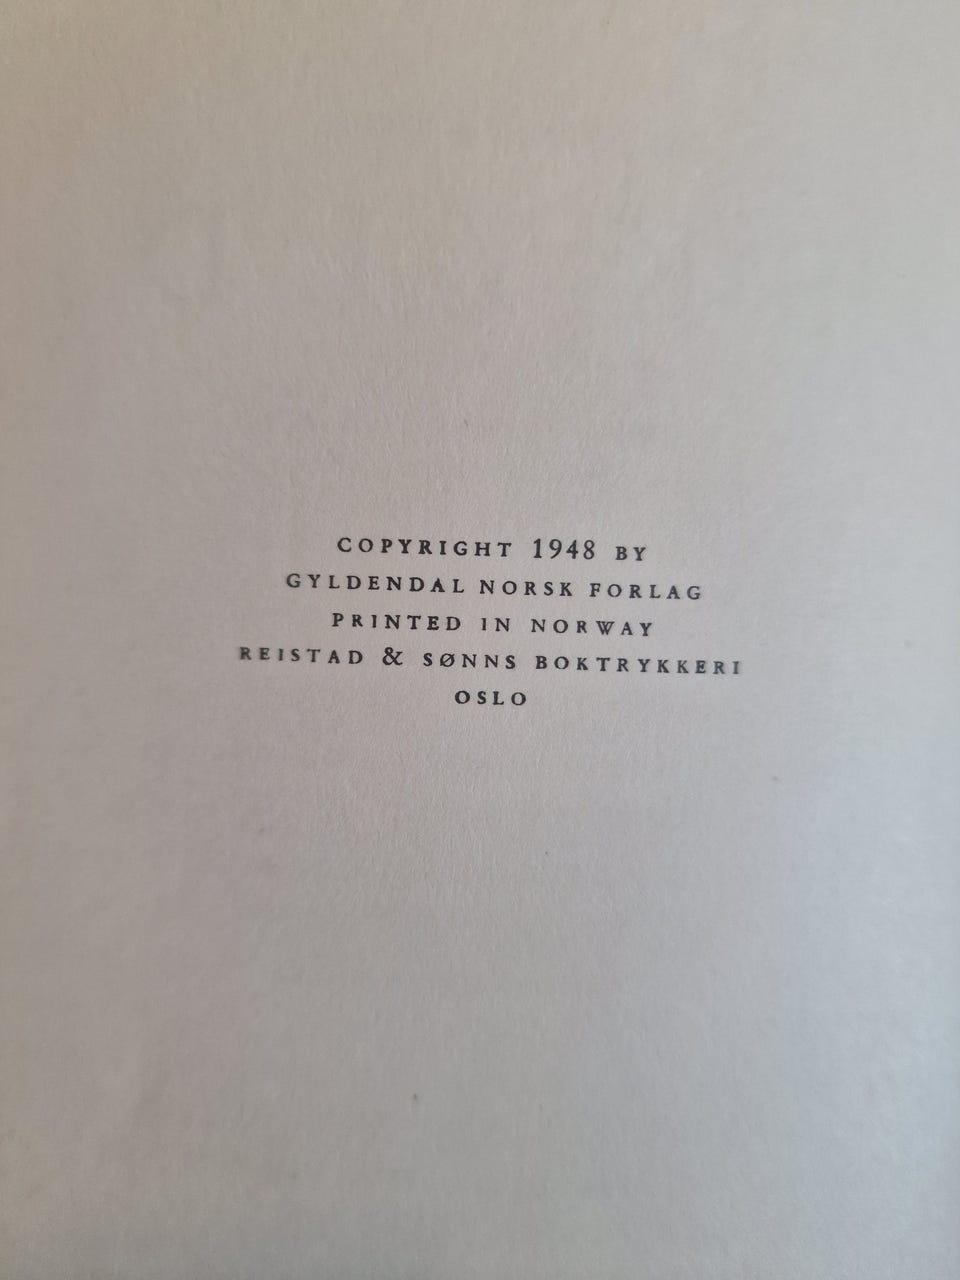 COPYRIGHT 1948 BY
GYLDENDAL NORSK FORLAG
PRINTED IN NORWAY
REISTAD & SØNNS BOKTRYKKERI
OSLO